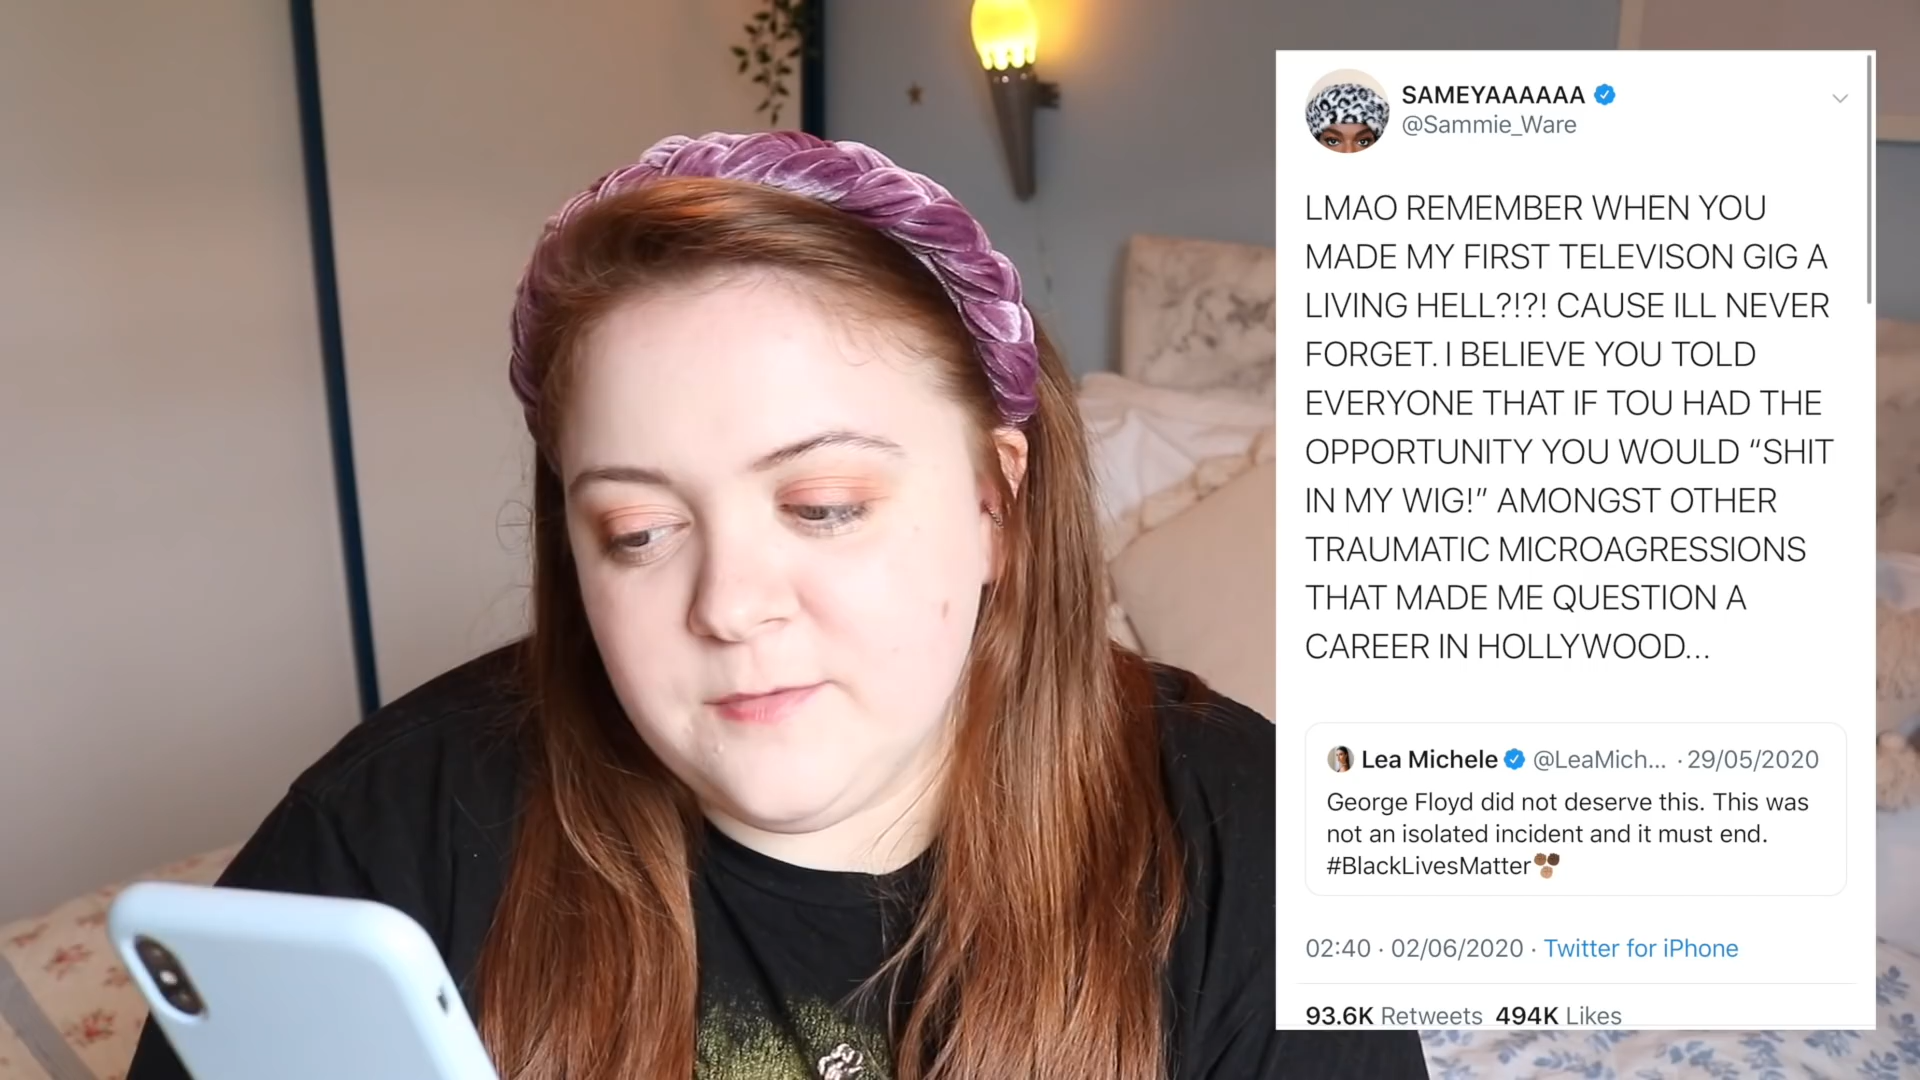 SAMEYAAAAAA
@Sammie_Ware
LMAO REMEMBER WHEN YOU
MADE MY FIRST TELEVISON GIG A
LIVING HELL?!?! CAUSE ILL NEVER
FORGET. I BELIEVE YOU TOLD
EVERYONE THAT IF TOU HAD THE
OPPORTUNITY YOU WOULD “SHIT
IN MY WIG!” AMONGST OTHER
TRAUMATIC MICROAGRESSIONS
THAT MADE ME QUESTION A
CAREER IN HOLLYWOOD...
Lea Michele @LeaMich... · 29/05/2020
George Floyd did not deserve this. This was
not an isolated incident and it must end.
#BlackLivesMatter
02:40 · 02/06/2020 · Twitter for iPhone
93.6K Retweets 494K Likes